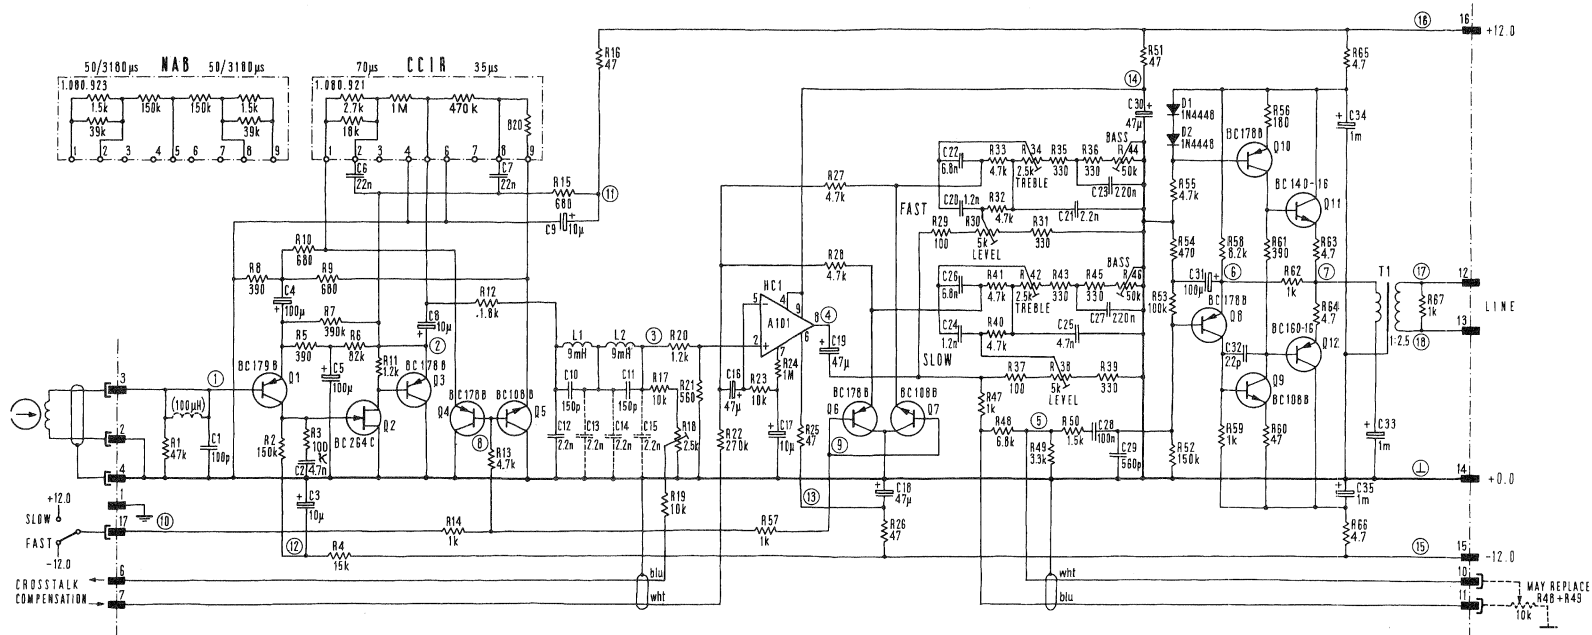 50/3180µs NAB 50/3180µs
1.080.923
1.5k 150k 150k 1.5k
39k 39k
1 2 3 4 5 6 7 8 9
70µs CCIR 35µs
1.080.921
2.7k 1M 470k
18k 820
1 2 3 4 6 7 8 9
C6 22n
C7 22n
R15 680
11
C9 10µ
R16 47
16
16 +12.0
R10 680
R8 390
R9 680
C4 100µ
R7 390k
R5 390
R6 82k
C5 100µ
R11 1.2k
C8 10µ
2
R12 1.8k
BC179B Q1
BC264C Q2
BC178B Q3
BC178B Q4
BC108B Q5
8
3
2
4
1
17
6
7
1
(100µH)
R1 47k
C1 100p
R2 150k
R3 100
C2 4.7n
C3 10µ
12
R4 15k
+12.0
SLOW
FAST
-12.0
10
CROSSTALK
COMPENSATION
R13 4.7k
R14 1k
L1 9mH
L2 9mH
3
R20 1.2k
C10 150p
C11 150p
R17 10k
C12 2.2n
C13 2.2n
C14 2.2n
C15 2.2n
R18 2.5k
R19 10k
R21 560
R22 270k
C16 47µ
R23 10k
C17 10µ
R24 1M
HC1
A101
5 4 9 8 2 7 6
4
C19 47µ
R25 47
13
R57 1k
blu
wht
R27 4.7k
R28 4.7k
FAST
SLOW
BC178B Q6
BC108B Q7
9
C18 47µ
R26 47
C22 6.8n
R33 4.7k
R34 2.5k
TREBLE
R35 330
R36 330
BASS
R44 50k
C23 220n
C20 1.2n
R32 4.7k
C21 2.2n
R29 100
R30 5k
LEVEL
R31 330
C26 6.8n
R41 4.7k
R42 2.5k
TREBLE
R43 330
R45 330
BASS
R46 50k
C27 220n
C24 1.2n
R40 4.7k
C25 4.7n
R37 100
R38 5k
LEVEL
R39 330
R47 1k
R48 6.8k
5
R49 3.3k
R50 1.5k
C28 100n
C29 560p
wht
blu
R51 47
14
C30 47µ
D1 1N4448
D2 1N4448
R55 4.7k
R54 470
R53 100k
R52 150k
C31 100µ
6
BC178B Q8
R58 8.2k
C32 22p
Q9 BC108B
R59 1k
R60 47
R56 180
BC178B Q10
BC140-16 Q11
R61 390
R62 1k
R63 4.7
7
R64 4.7
BC160-16 Q12
R65 4.7
C34 1m
C33 1m
C35 1m
R66 4.7
T1
1:2.5
17
18
R67 1k
12
13
LINE
⊥
14 +0.0
15
15 -12.0
10
11
MAY REPLACE
R48+R49
10k